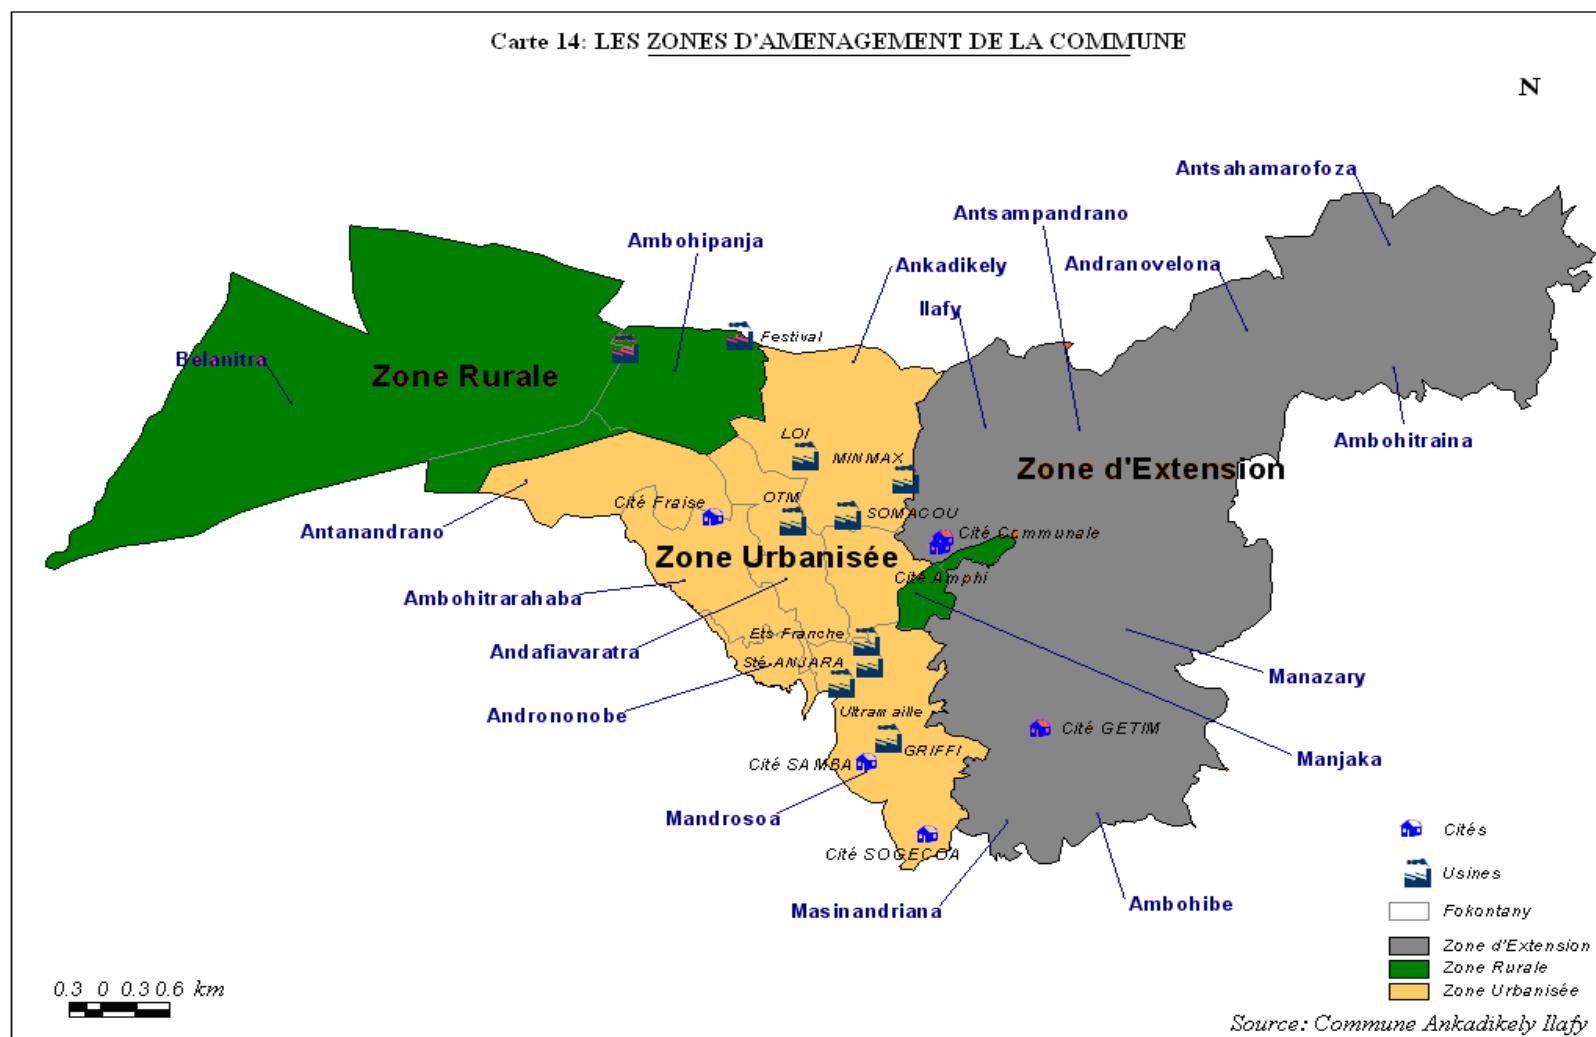 Carte 14: LES ZONES D'AMENAGEMENT DE LA COMMUNE
N
Antsahamarofoza
Antsampandrano
Ambohipanja
Ankadikely
Andranovelona
Ilafy
Festival
Belanitra
Zone Rurale
LOI
MINMAX
Zone d'Extension
Ambohitraina
Cité Fraise
OTM
SOMACOU
Antanandrano
Cité Communale
Zone Urbanisée
Cité Amphi
Ambohitrarahaba
Ets Franche
Andafiavaratra
Sté ANJARA
Manazary
Andrononobe
Ultramaille
Cité GETIM
GRIFFI
Cité SAMBA
Manjaka
Mandrosoa
Cité SOGECOA
Masinandriana
Ambohibe
Cités
Usines
Fokontany
Zone d'Extension
Zone Rurale
Zone Urbanisée
0.3 0 0.3 0.6 km
Source: Commune Ankadikely Ilafy